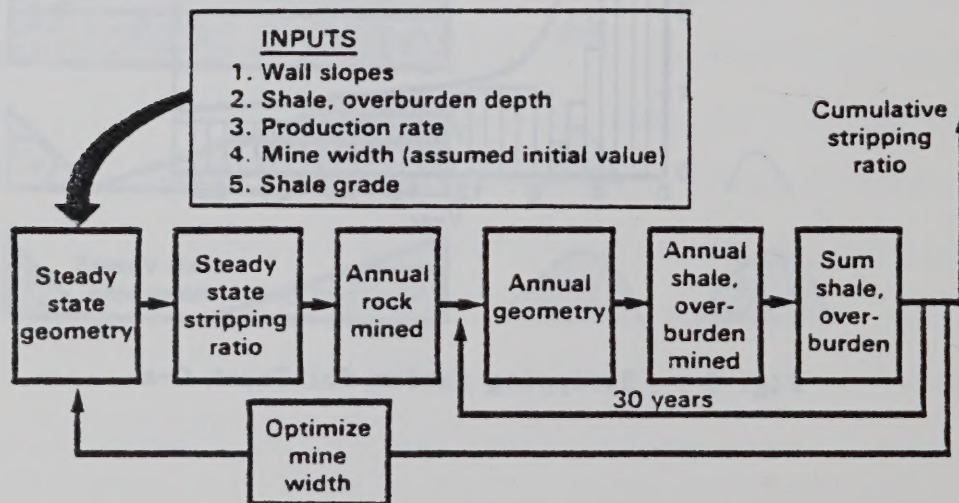 INPUTS
1. Wall slopes
2. Shale, overburden depth
3. Production rate
4. Mine width (assumed initial value)
5. Shale grade
Cumulative
stripping
ratio
Steady
state
geometry
Steady
state
stripping
ratio
Annual
rock
mined
Annual
geometry
Annual
shale,
over-
burden
mined
Sum
shale,
over-
burden
30 years
Optimize
mine
width